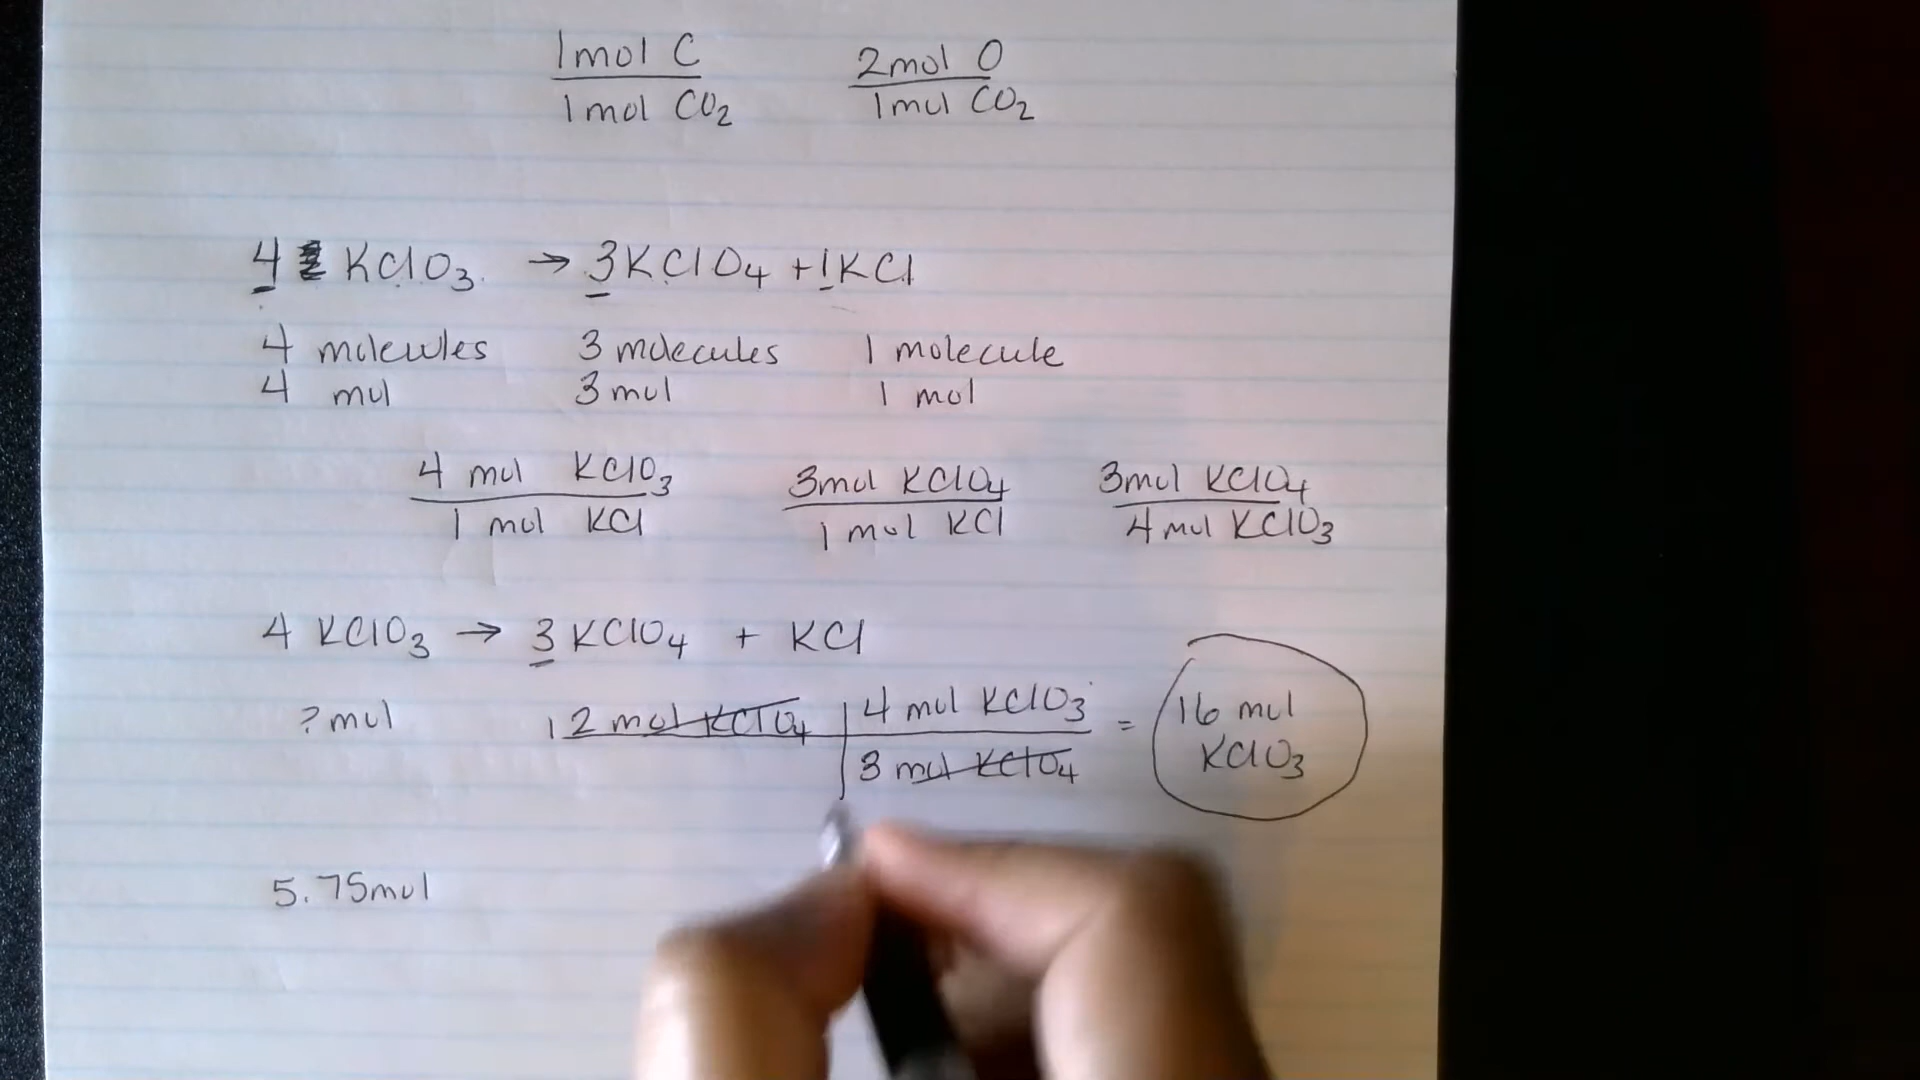 1mol C 2mol O
1mol CO₂ 1mol CO₂
4 KClO₃ → 3KClO₄ + 1KCl
4 molecules 3 molecules 1 molecule
4 mol 3 mol 1 mol
4 mol KClO₃ 3mol KClO₄ 3mol KClO₄
1 mol KCl 1 mol KCl 4 mol KClO₃
4 KClO₃ → 3 KClO₄ + KCl
? mol 12 mol KClO₄ 4 mol KClO₃ = 16 mol
3 mol KClO₄ KClO₃
5.75mol